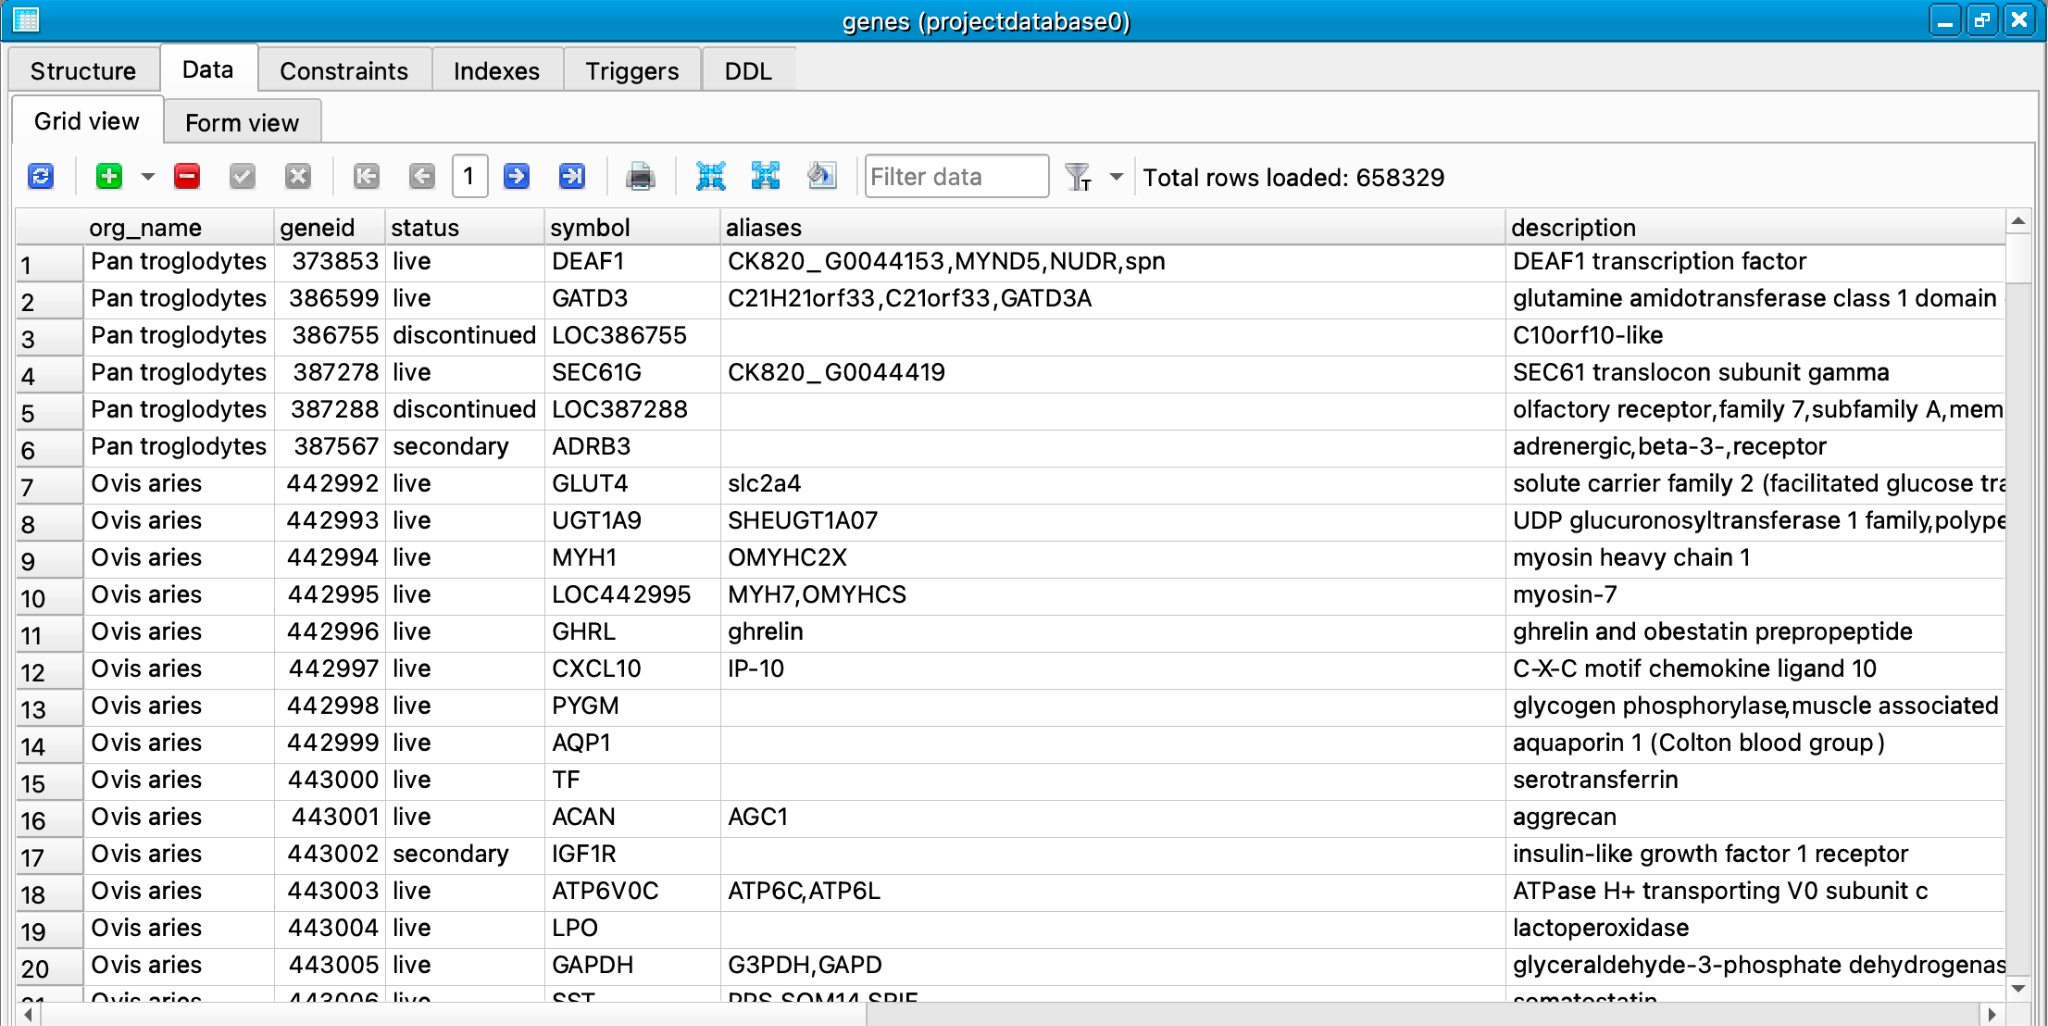 genes (projectdatabase0)
Structure Data Constraints Indexes Triggers DDL
Grid view Form view
1 Filter data T Total rows loaded: 658329
org_name geneid status symbol aliases description
1 Pan troglodytes 373853 live DEAF1 CK820_G0044153,MYND5,NUDR,spn DEAF1 transcription factor
2 Pan troglodytes 386599 live GATD3 C21H21orf33,C21orf33,GATD3A glutamine amidotransferase class 1 domain
3 Pan troglodytes 386755 discontinued LOC386755 C10orf10-like
4 Pan troglodytes 387278 live SEC61G CK820_G0044419 SEC61 translocon subunit gamma
5 Pan troglodytes 387288 discontinued LOC387288 olfactory receptor,family 7,subfamily A,mem
6 Pan troglodytes 387567 secondary ADRB3 adrenergic,beta-3-,receptor
7 Ovis aries 442992 live GLUT4 slc2a4 solute carrier family 2 (facilitated glucose tra
8 Ovis aries 442993 live UGT1A9 SHEUGT1A07 UDP glucuronosyltransferase 1 family,polype
9 Ovis aries 442994 live MYH1 OMYHC2X myosin heavy chain 1
10 Ovis aries 442995 live LOC442995 MYH7,OMYHCS myosin-7
11 Ovis aries 442996 live GHRL ghrelin ghrelin and obestatin prepropeptide
12 Ovis aries 442997 live CXCL10 IP-10 C-X-C motif chemokine ligand 10
13 Ovis aries 442998 live PYGM glycogen phosphorylase,muscle associated
14 Ovis aries 442999 live AQP1 aquaporin 1 (Colton blood group)
15 Ovis aries 443000 live TF serotransferrin
16 Ovis aries 443001 live ACAN AGC1 aggrecan
17 Ovis aries 443002 secondary IGF1R insulin-like growth factor 1 receptor
18 Ovis aries 443003 live ATP6V0C ATP6C,ATP6L ATPase H+ transporting V0 subunit c
19 Ovis aries 443004 live LPO lactoperoxidase
20 Ovis aries 443005 live GAPDH G3PDH,GAPD glyceraldehyde-3-phosphate dehydrogenas
21 Ovis aries 443006 live SST somatostatin